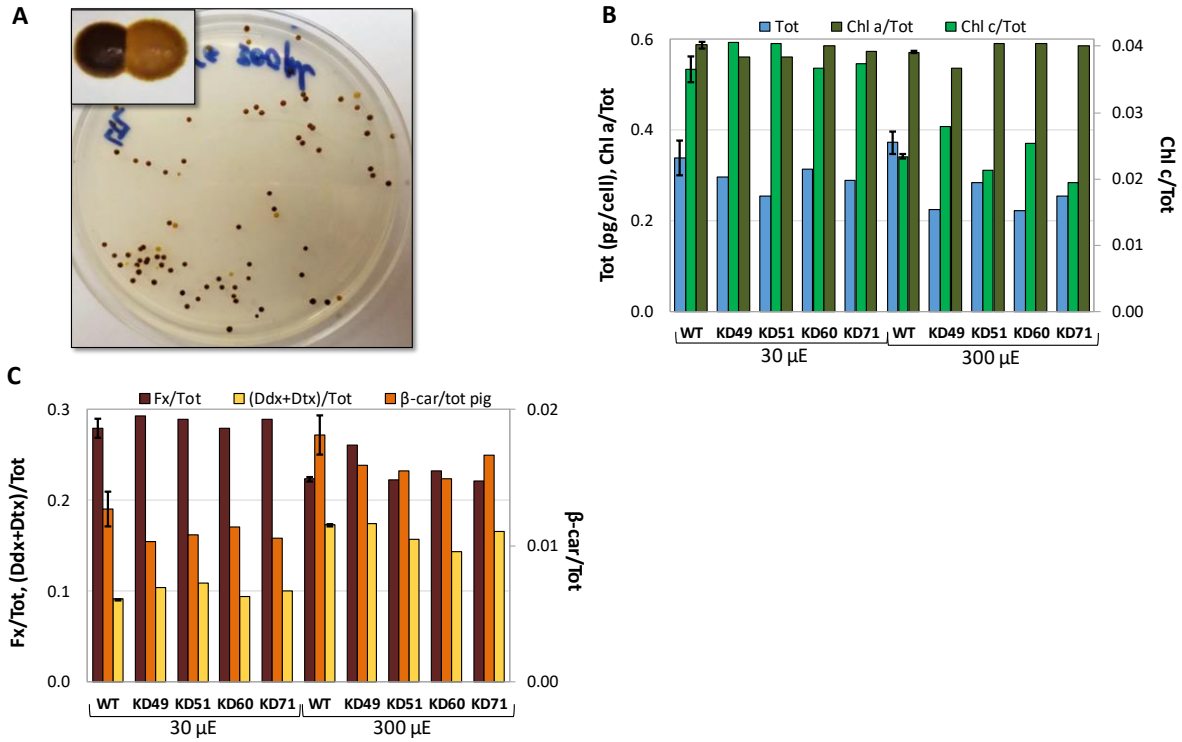 A
B
Tot Chl a/Tot Chl c/Tot
0.6
0.4
0.2
0.0
Tot (pg/cell), Chl a/Tot
0.04
0.03
0.02
0.01
0.00
Chl c/Tot
WT KD49 KD51 KD60 KD71 WT KD49 KD51 KD60 KD71
30 µE 300 µE
C
Fx/Tot (Ddx+Dtx)/Tot β-car/tot pig
0.3
0.2
0.1
0.0
Fx/Tot, (Ddx+Dtx)/Tot
0.02
0.01
0.00
β-car/Tot
WT KD49 KD51 KD60 KD71 WT KD49 KD51 KD60 KD71
30 µE 300 µE